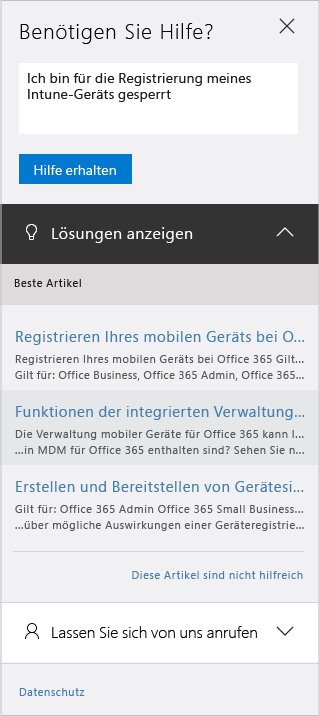 Benötigen Sie Hilfe?
Ich bin für die Registrierung meines
Intune-Geräts gesperrt
Hilfe erhalten
Lösungen anzeigen
Beste Artikel
Registrieren Ihres mobilen Geräts bei O...
Registrieren Ihres mobilen Geräts bei Office 365 Gilt...
Gilt für: Office Business, Office 365 Admin, Office 365...
Funktionen der integrierten Verwaltung...
Die Verwaltung mobiler Geräte für Office 365 kann I...
...in MDM für Office 365 enthalten sind? Sehen Sie n...
Erstellen und Bereitstellen von Gerätesi...
Gilt für: Office 365 Admin Office 365 Small Business...
...über mögliche Auswirkungen einer Geräteregistrie...
Diese Artikel sind nicht hilfreich
Lassen Sie sich von uns anrufen
Datenschutz